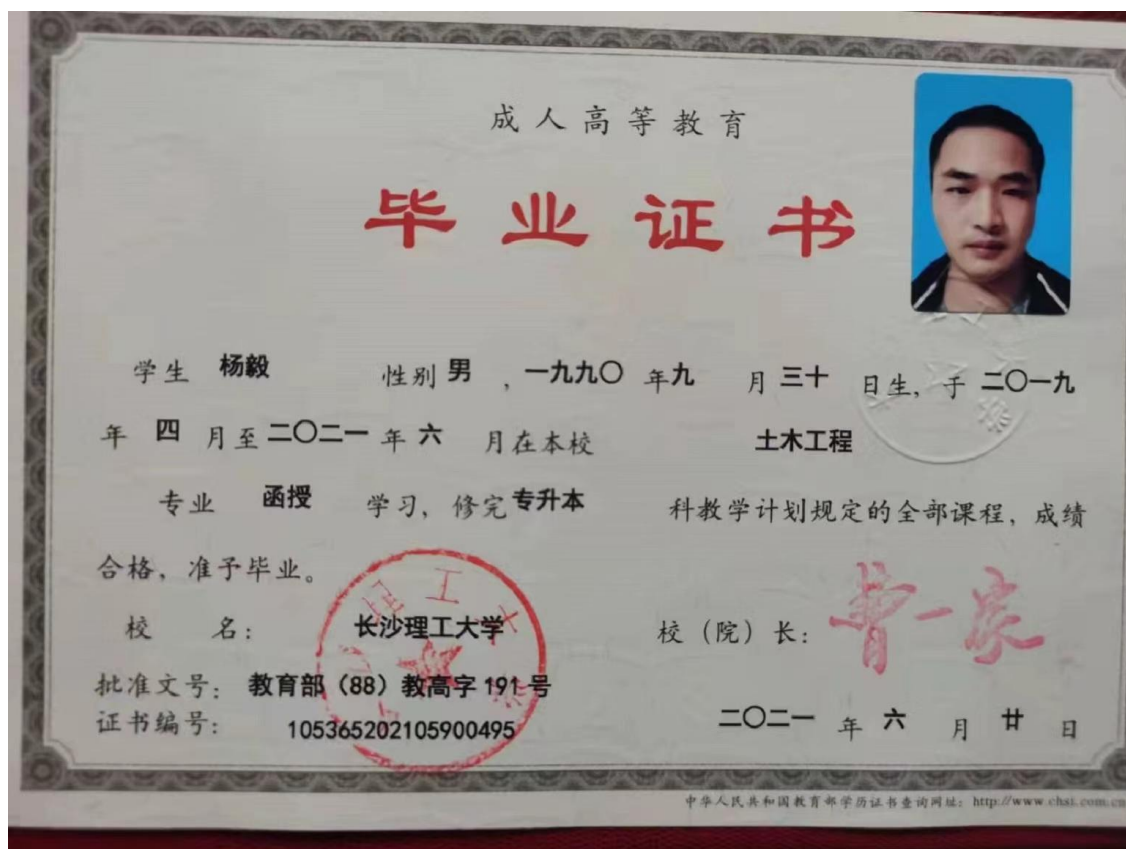 成人高等教育
毕业证书
学生 杨毅 性别 男 ，一九九〇 年九 月 三十 日生，于 二〇一九
年 四 月至 二〇二一 年 六 月在本校 土木工程
专业 函授 学习，修完 专升本 科教学计划规定的全部课程，成绩
合格，准予毕业。
校 名： 长沙理工大学 校（院）长： 曹一家
批准文号： 教育部（88）教高字 191 号
证书编号： 105365202105900495 二〇二一 年 六 月 廿 日
中华人民共和国教育部学历证书查询网址：http://www.chsi.com.cn